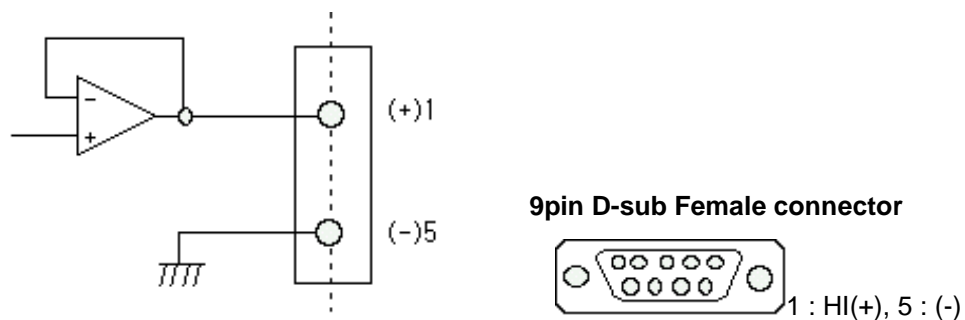 −
+
(+)1
(-)5
9pin D-sub Female connector
1 : HI(+), 5 : (-)